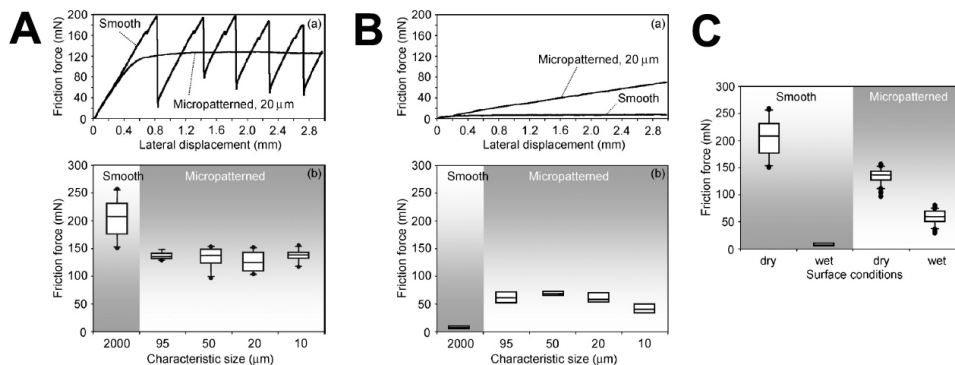 A
(a)
Smooth
Micropatterned, 20 µm
Friction force (mN)
200
160
120
80
40
0
0 0.4 0.8 1.2 1.6 2.0 2.4 2.8
Lateral displacement (mm)
(b)
Smooth Micropatterned
Friction force (mN)
300
250
200
150
100
50
0
2000 95 50 20 10
Characteristic size (µm)
B
(a)
Micropatterned, 20 µm
Smooth
Friction force (mN)
200
160
120
80
40
0
0 0.4 0.8 1.2 1.6 2.0 2.4 2.8
Lateral displacement (mm)
(b)
Smooth Micropatterned
Friction force (mN)
300
250
200
150
100
50
0
2000 95 50 20 10
Characteristic size (µm)
C
Smooth Micropatterned
Friction force (mN)
300
250
200
150
100
50
0
dry wet dry wet
Surface conditions